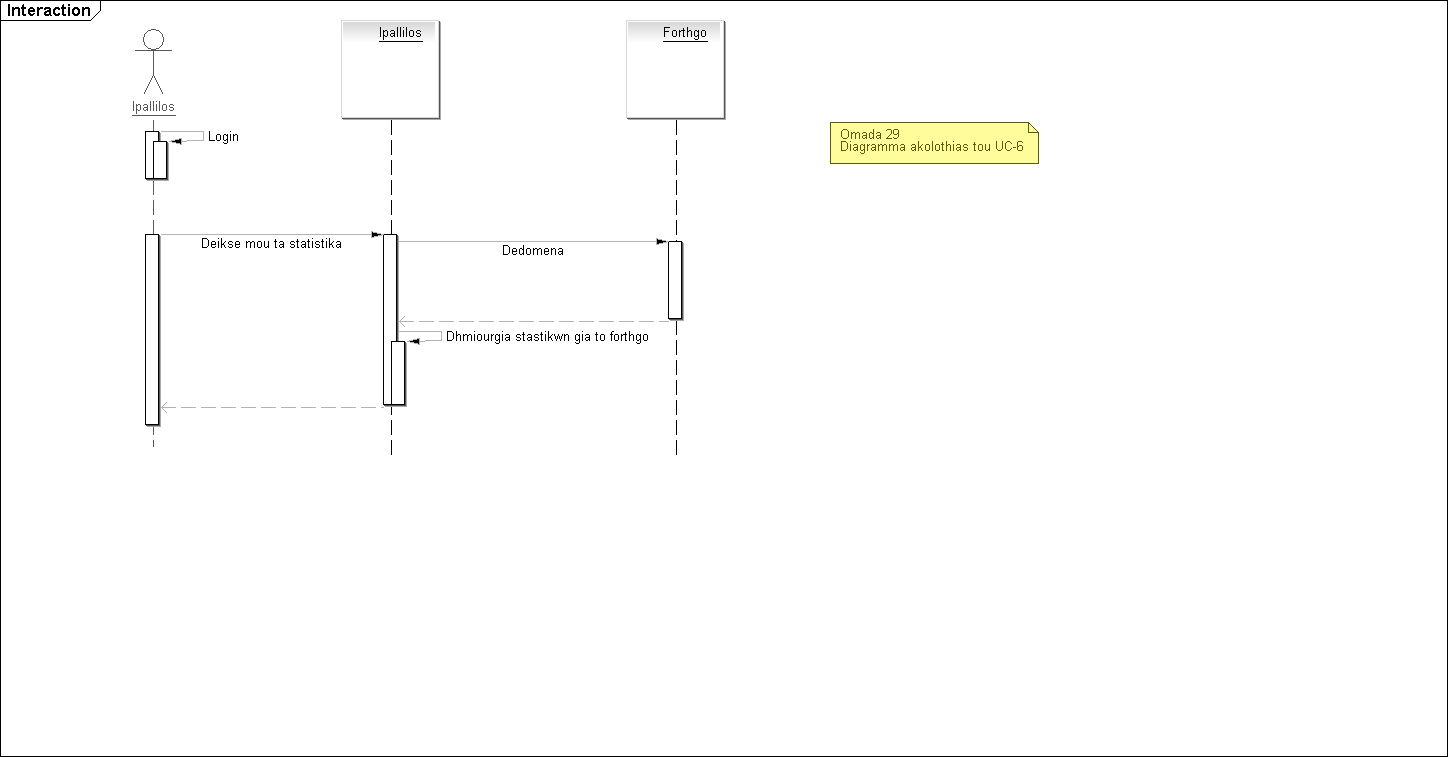 Interaction
Ipallilos
Forthgo
Ipallilos
Login
Omada 29
Diagramma akolothias tou UC-6
Deikse mou ta statistika
Dedomena
Dhmiourgia stastikwn gia to forthgo